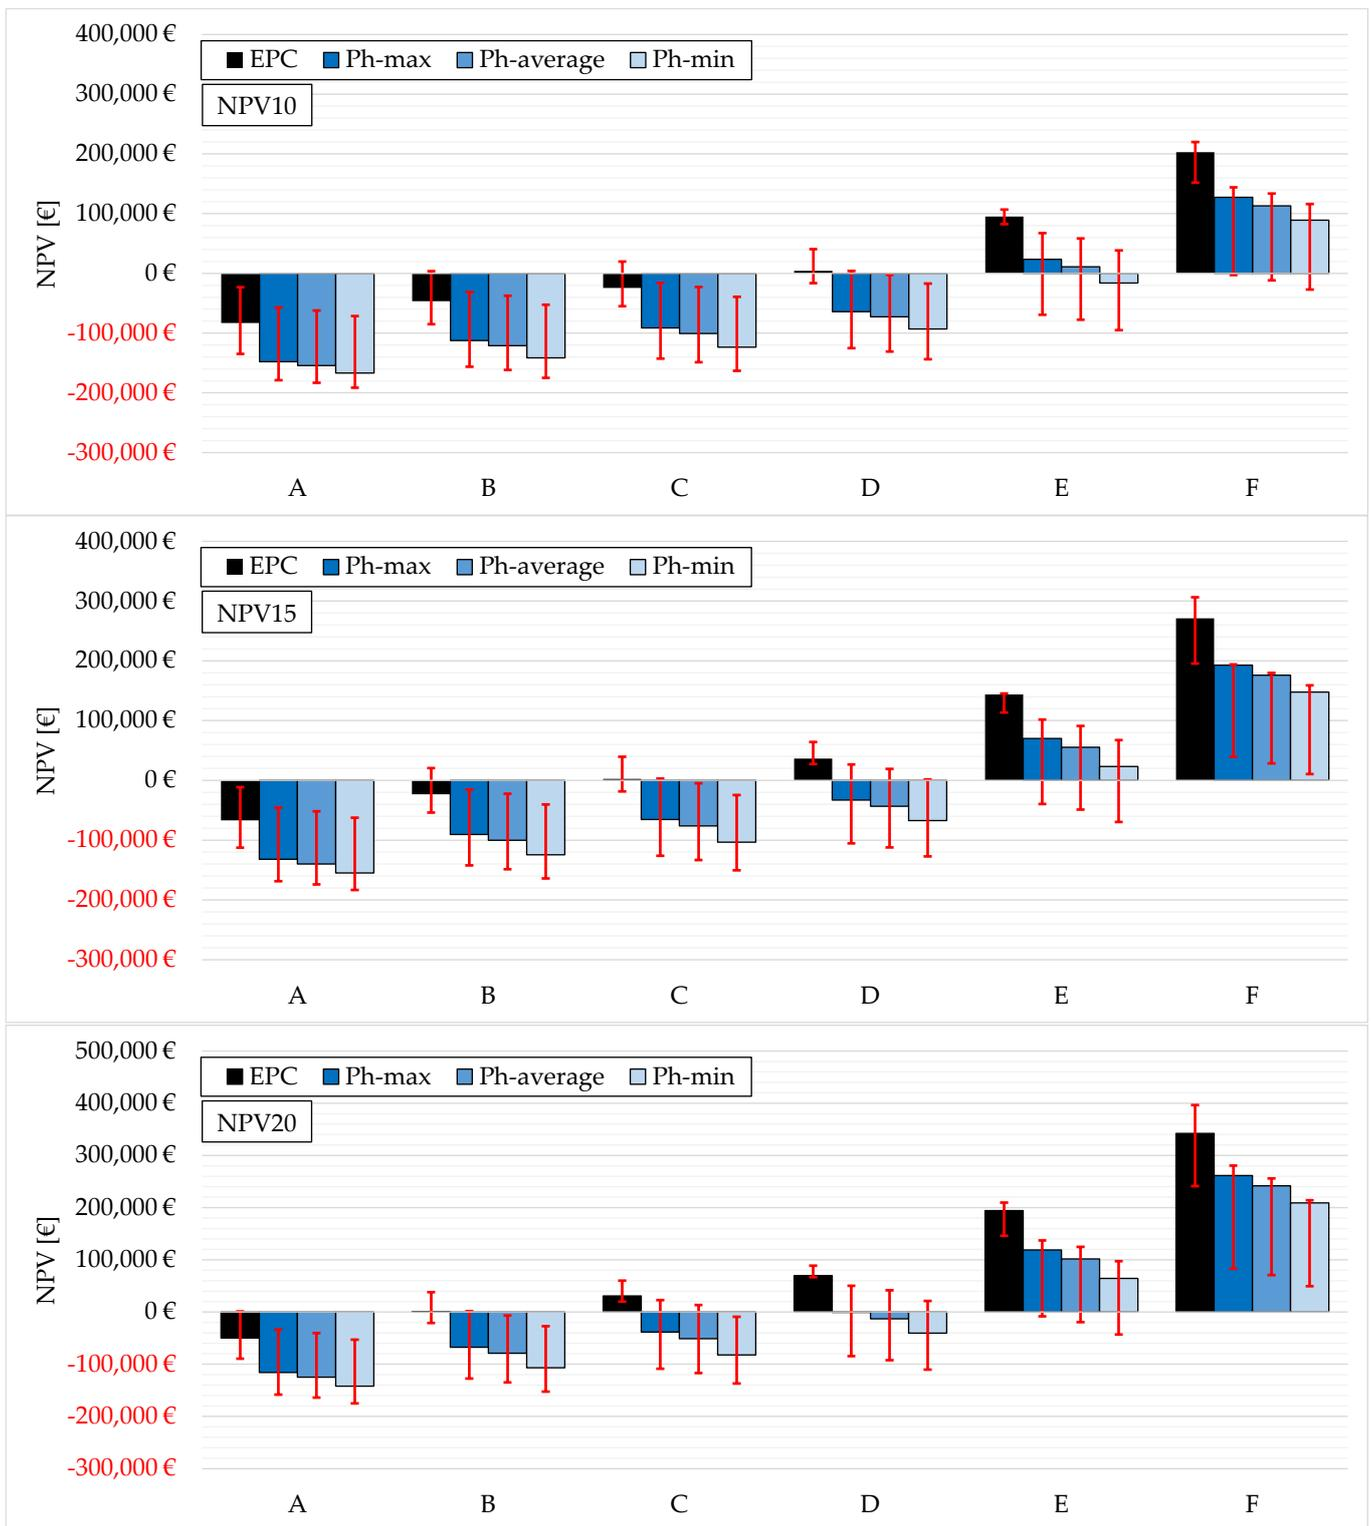 400,000 €
EPC Ph-max Ph-average Ph-min
300,000 €
NPV10
200,000 €
100,000 €
0 €
-100,000 €
-200,000 €
-300,000 €
NPV [€]
A B C D E F
400,000 €
EPC Ph-max Ph-average Ph-min
300,000 €
NPV15
200,000 €
100,000 €
0 €
-100,000 €
-200,000 €
-300,000 €
NPV [€]
A B C D E F
500,000 €
EPC Ph-max Ph-average Ph-min
400,000 €
NPV20
300,000 €
200,000 €
100,000 €
0 €
-100,000 €
-200,000 €
-300,000 €
NPV [€]
A B C D E F